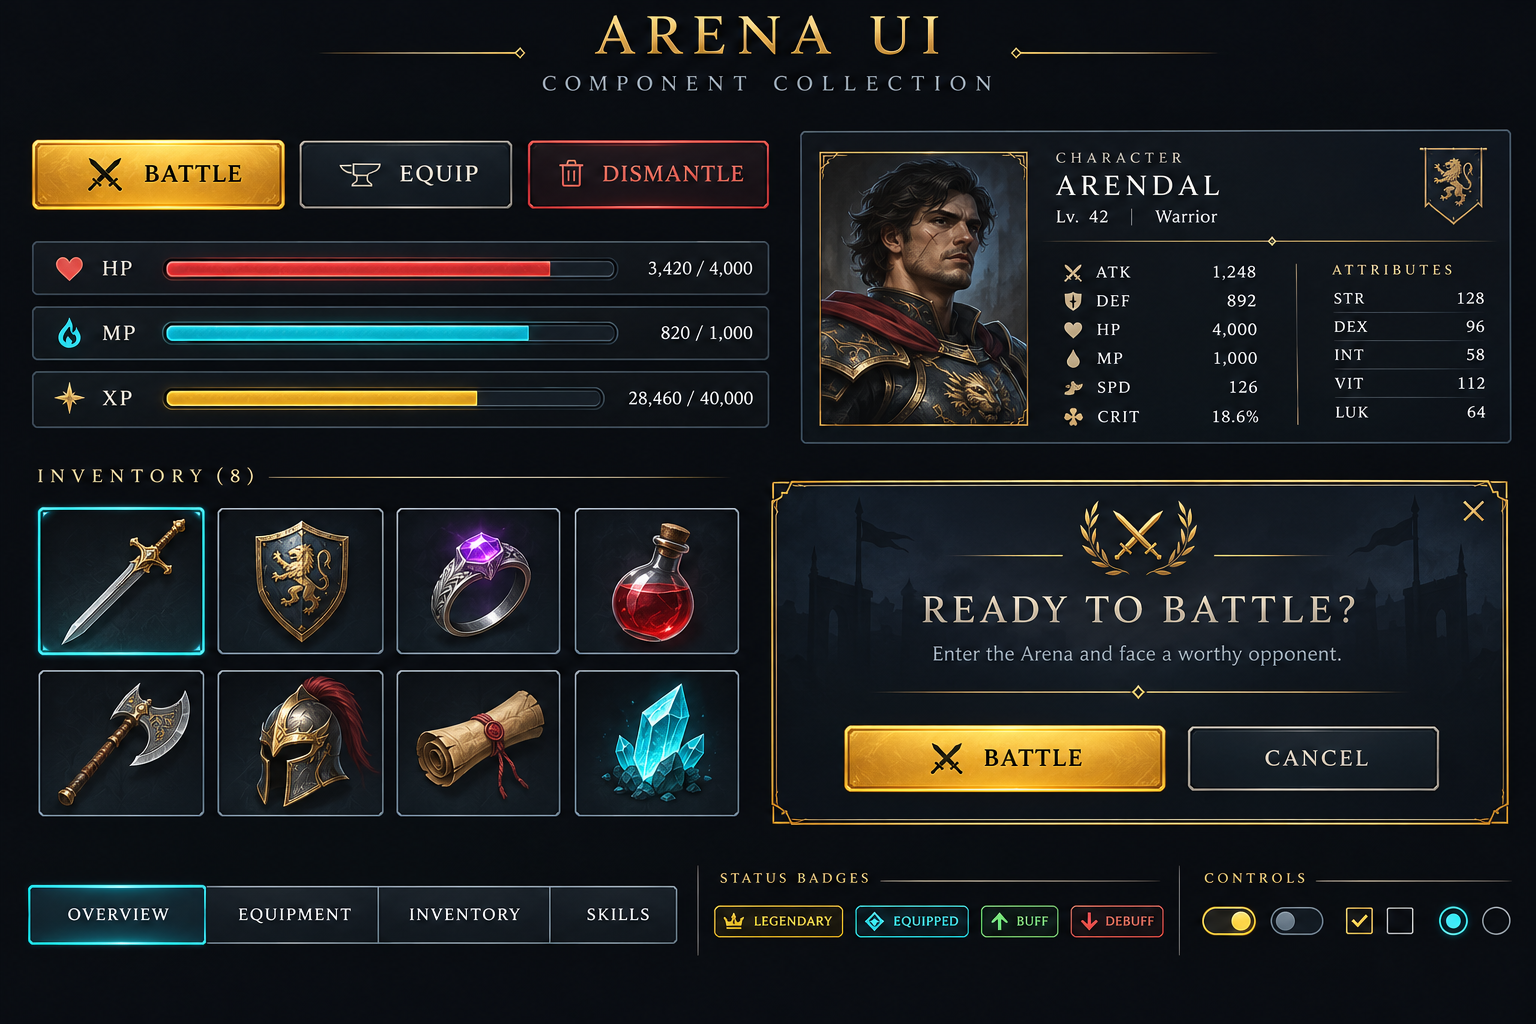 ARENA UI
COMPONENT COLLECTION
BATTLE
EQUIP
DISMANTLE
HP 3,420 / 4,000
MP 820 / 1,000
XP 28,460 / 40,000
CHARACTER
ARENDAL
Lv. 42 | Warrior
ATK 1,248
DEF 892
HP 4,000
MP 1,000
SPD 126
CRIT 18.6%
ATTRIBUTES
STR 128
DEX 96
INT 58
VIT 112
LUK 64
INVENTORY (8)
READY TO BATTLE?
Enter the Arena and face a worthy opponent.
BATTLE
CANCEL
OVERVIEW
EQUIPMENT
INVENTORY
SKILLS
STATUS BADGES
LEGENDARY
EQUIPPED
BUFF
DEBUFF
CONTROLS